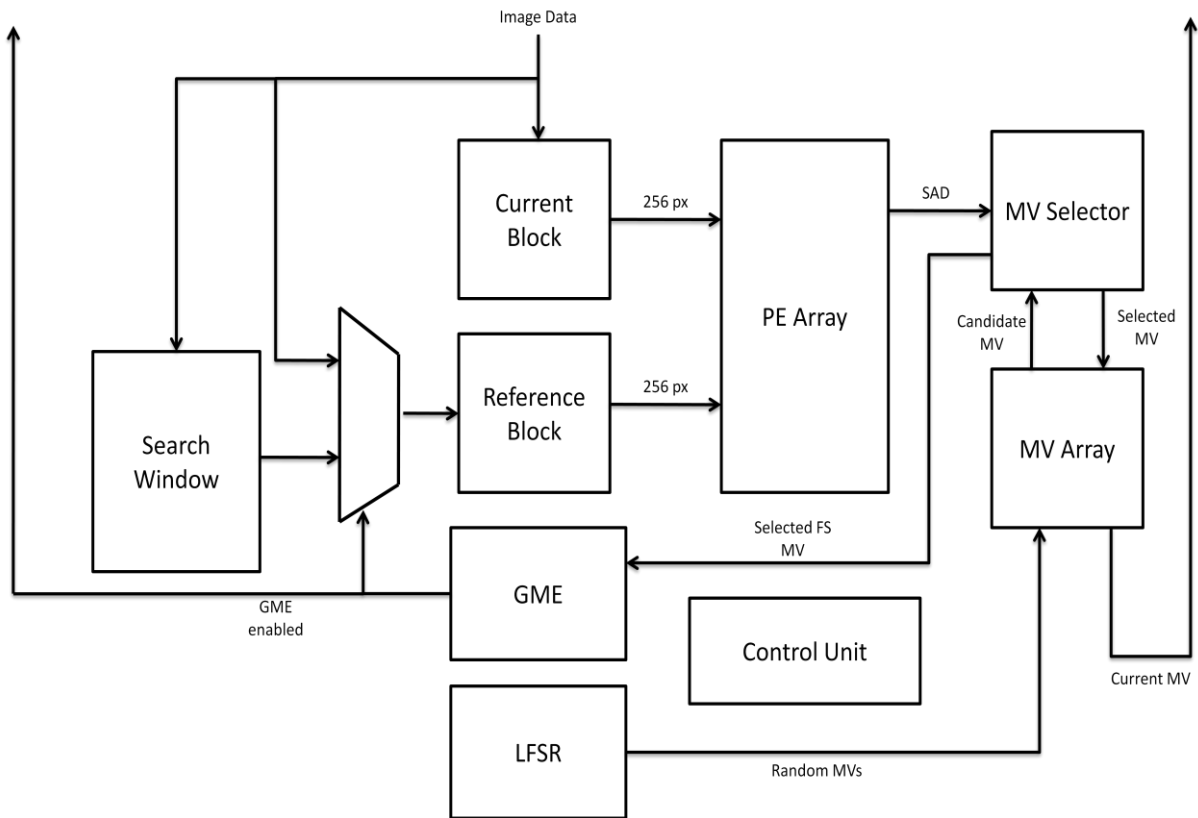 Image Data
Current
Block
256 px
PE Array
SAD
MV Selector
Candidate
MV
Selected
MV
Search
Window
Reference
Block
256 px
MV Array
Selected FS
MV
GME
GME
enabled
Control Unit
Current MV
LFSR
Random MVs